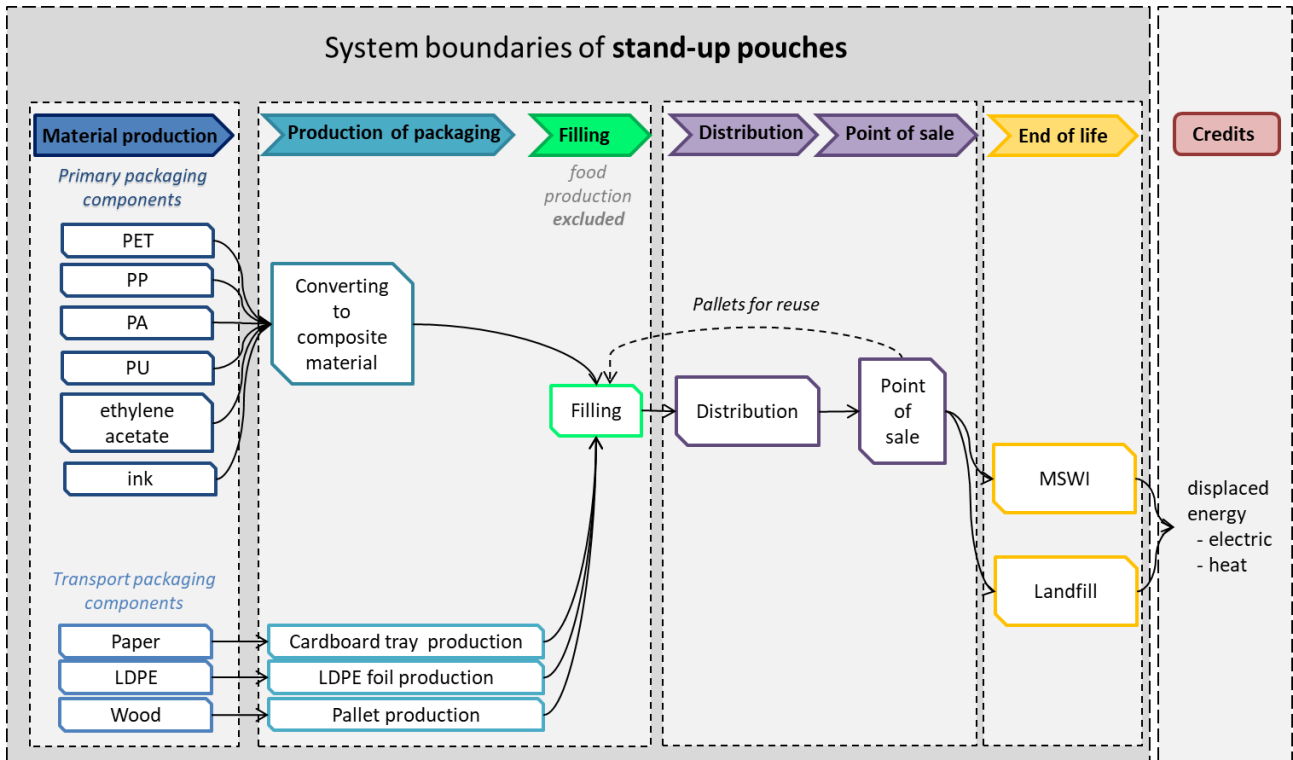 System boundaries of stand-up pouches
Material production
Production of packaging
Filling
Distribution
Point of sale
End of life
Credits
Primary packaging
components
food
production
excluded
PET
PP
PA
PU
ethylene
acetate
ink
Converting
to
composite
material
Pallets for reuse
Filling
Distribution
Point
of
sale
MSWI
Landfill
displaced
energy
- electric
- heat
Transport packaging
components
Paper
LDPE
Wood
Cardboard tray production
LDPE foil production
Pallet production